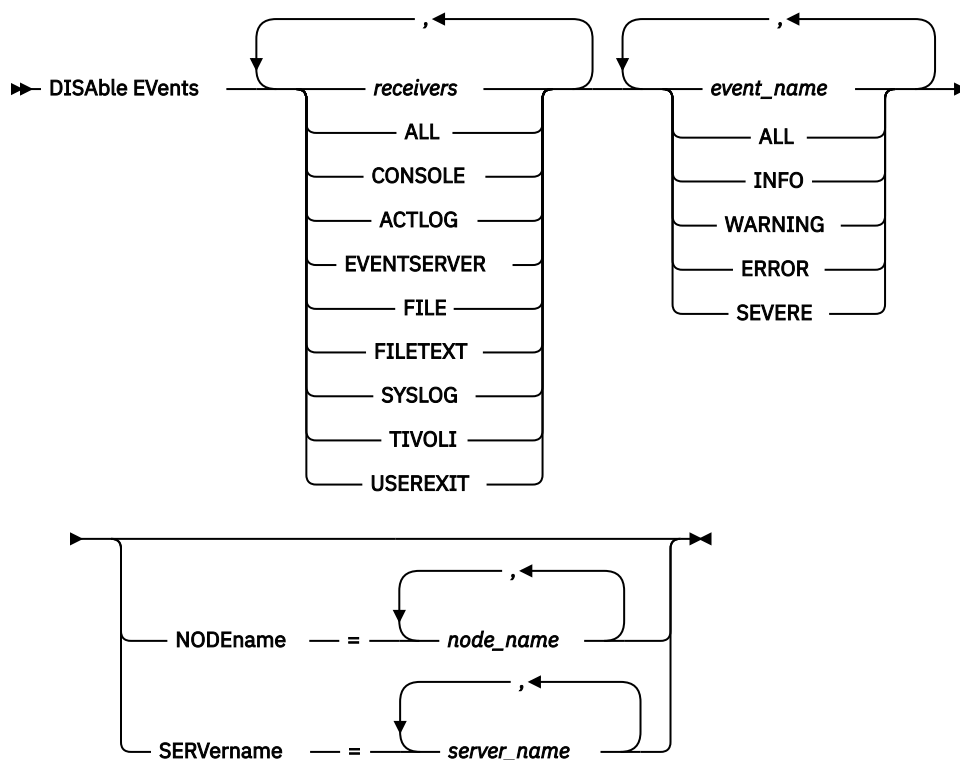 , ,
DISAble EVents receivers event_name
ALL ALL
CONSOLE INFO
ACTLOG WARNING
EVENTSERVER ERROR
FILE SEVERE
FILETEXT
SYSLOG
TIVOLI
USEREXIT
,
NODEname = node_name
,
SERVername = server_name